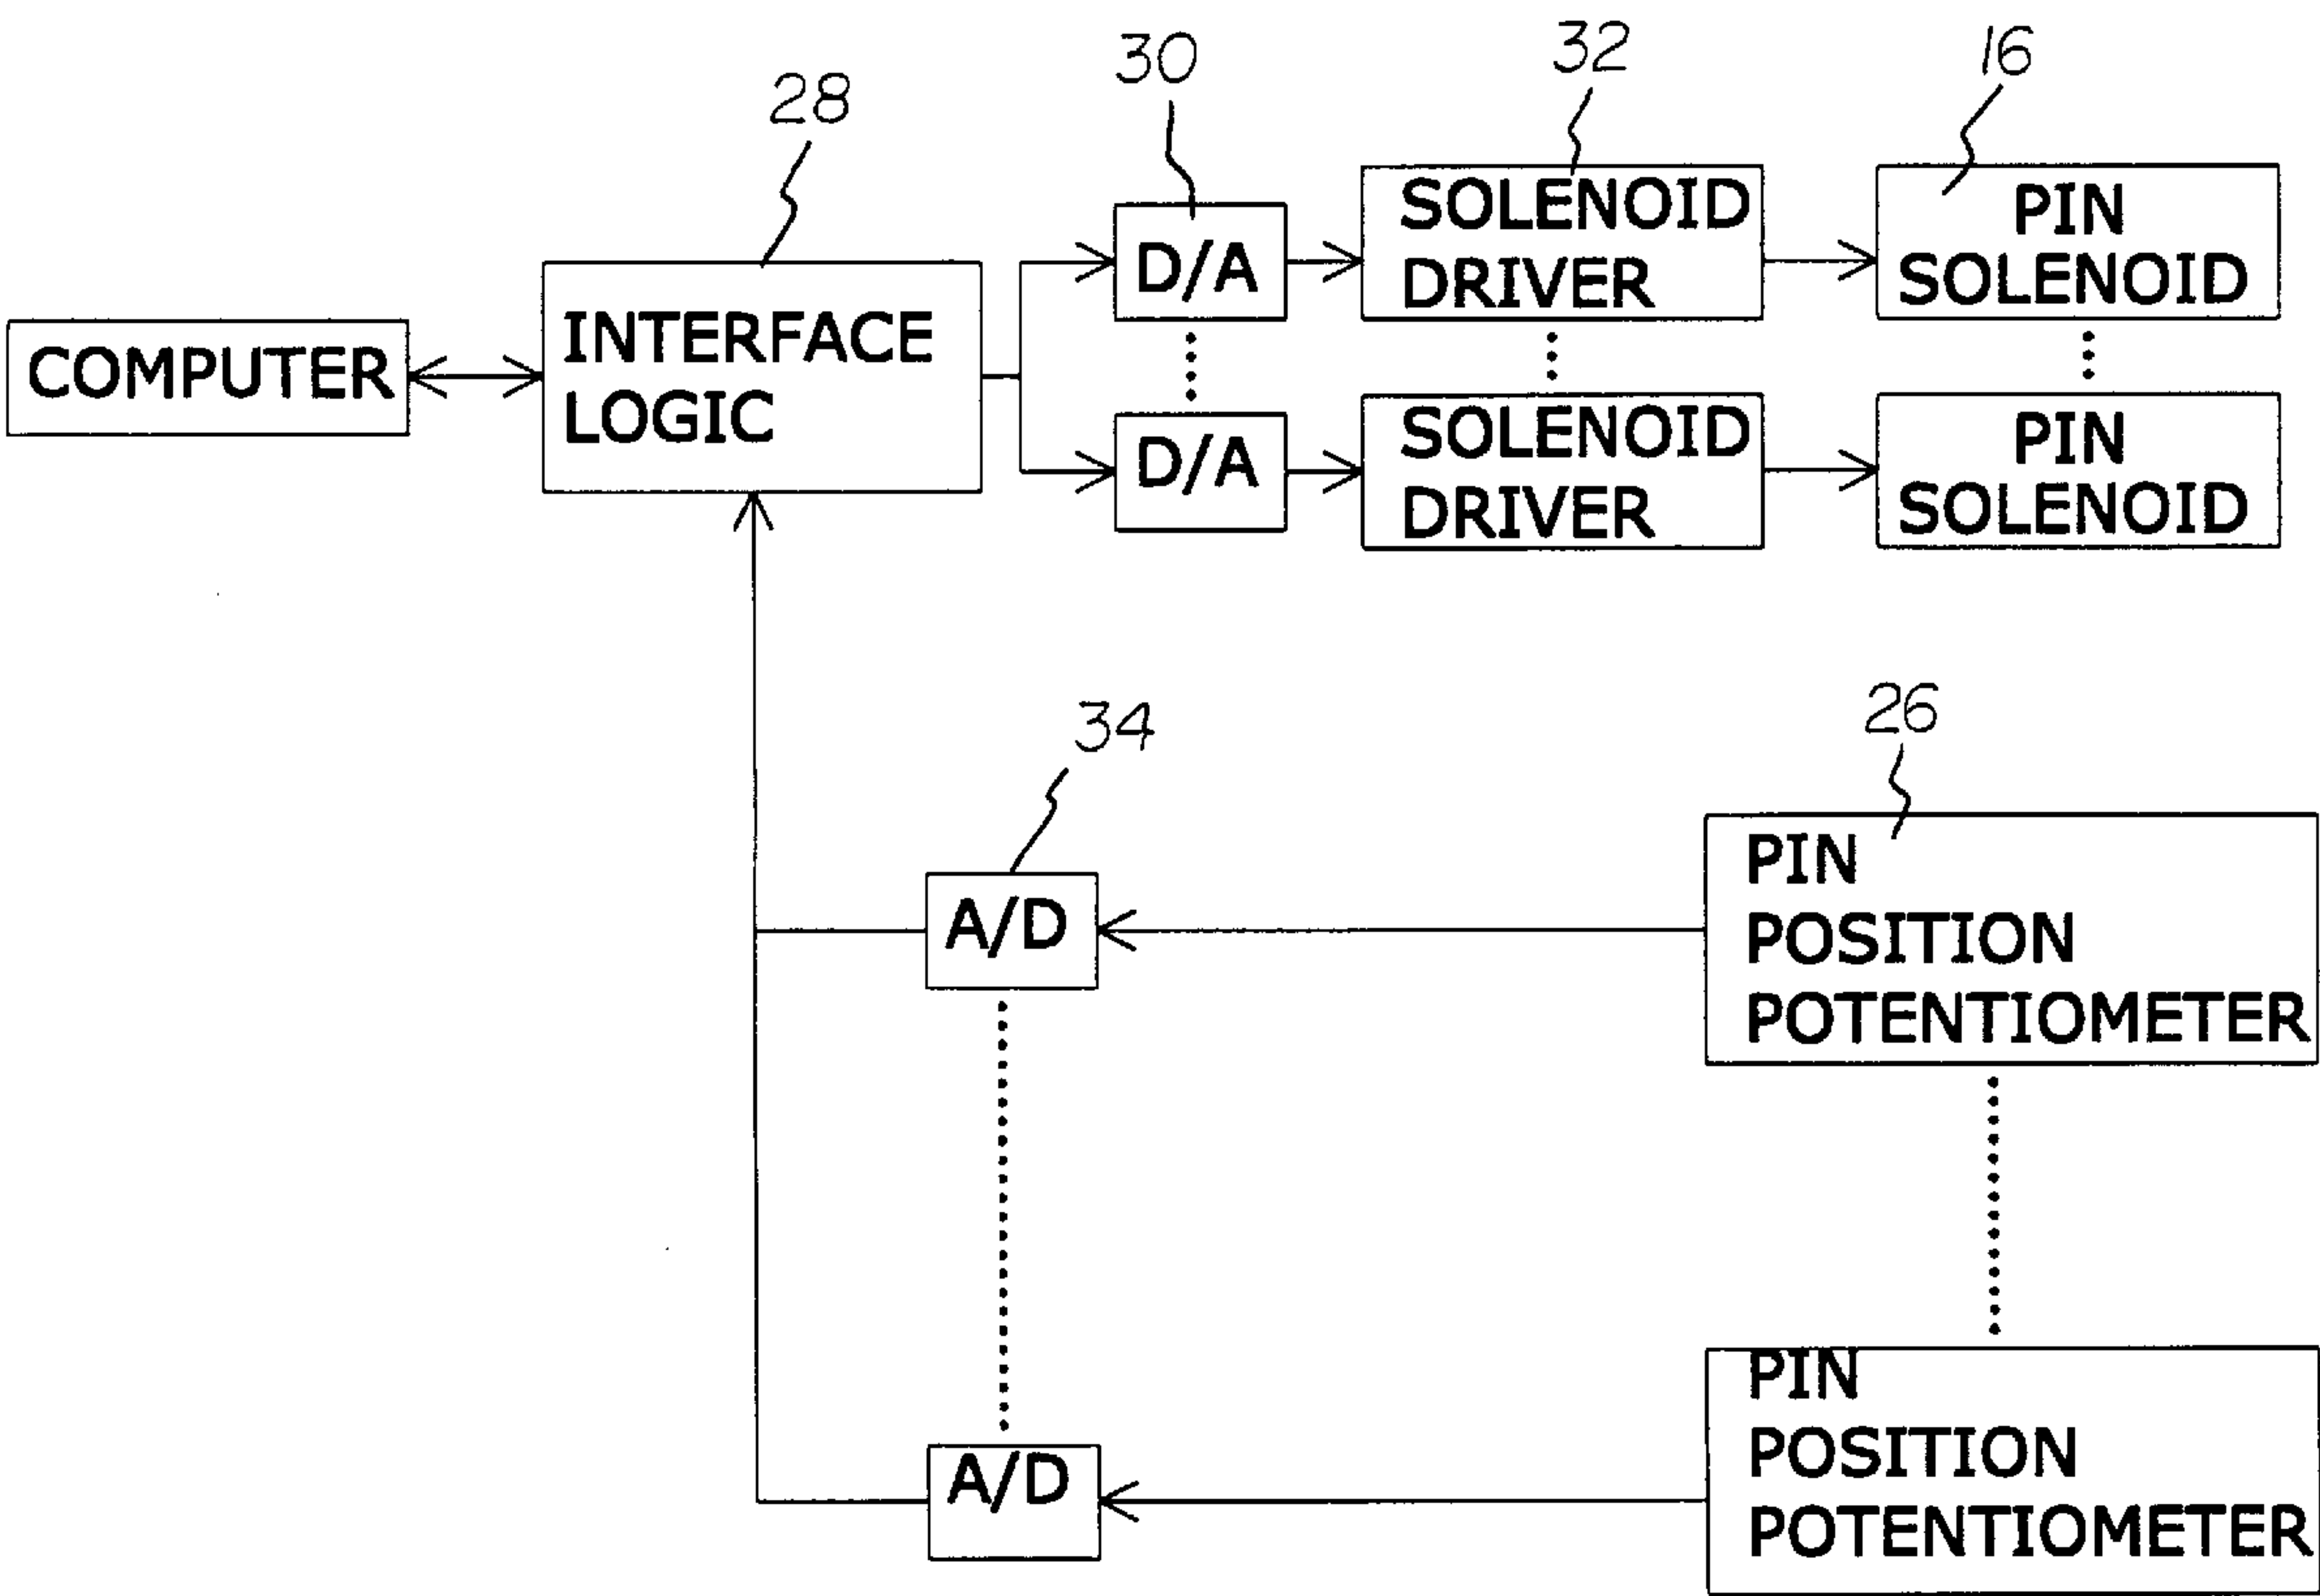 30
32
16
28
SOLENOID
DRIVER
PIN
SOLENOID
D/A
INTERFACE
LOGIC
COMPUTER
D/A
SOLENOID
DRIVER
PIN
SOLENOID
34
26
A/D
PIN
POSITION
POTENTIOMETER
A/D
PIN
POSITION
POTENTIOMETER